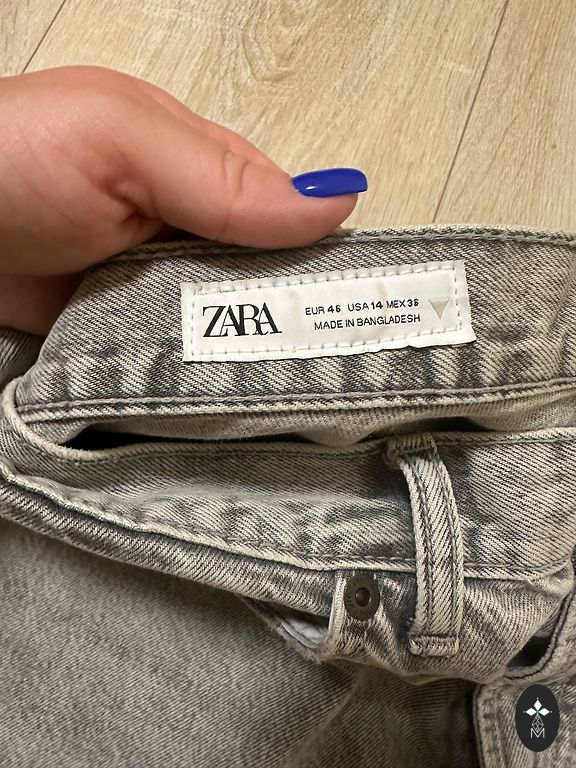 ZARA
EUR 46 USA 14 MEX 36
MADE IN BANGLADESH